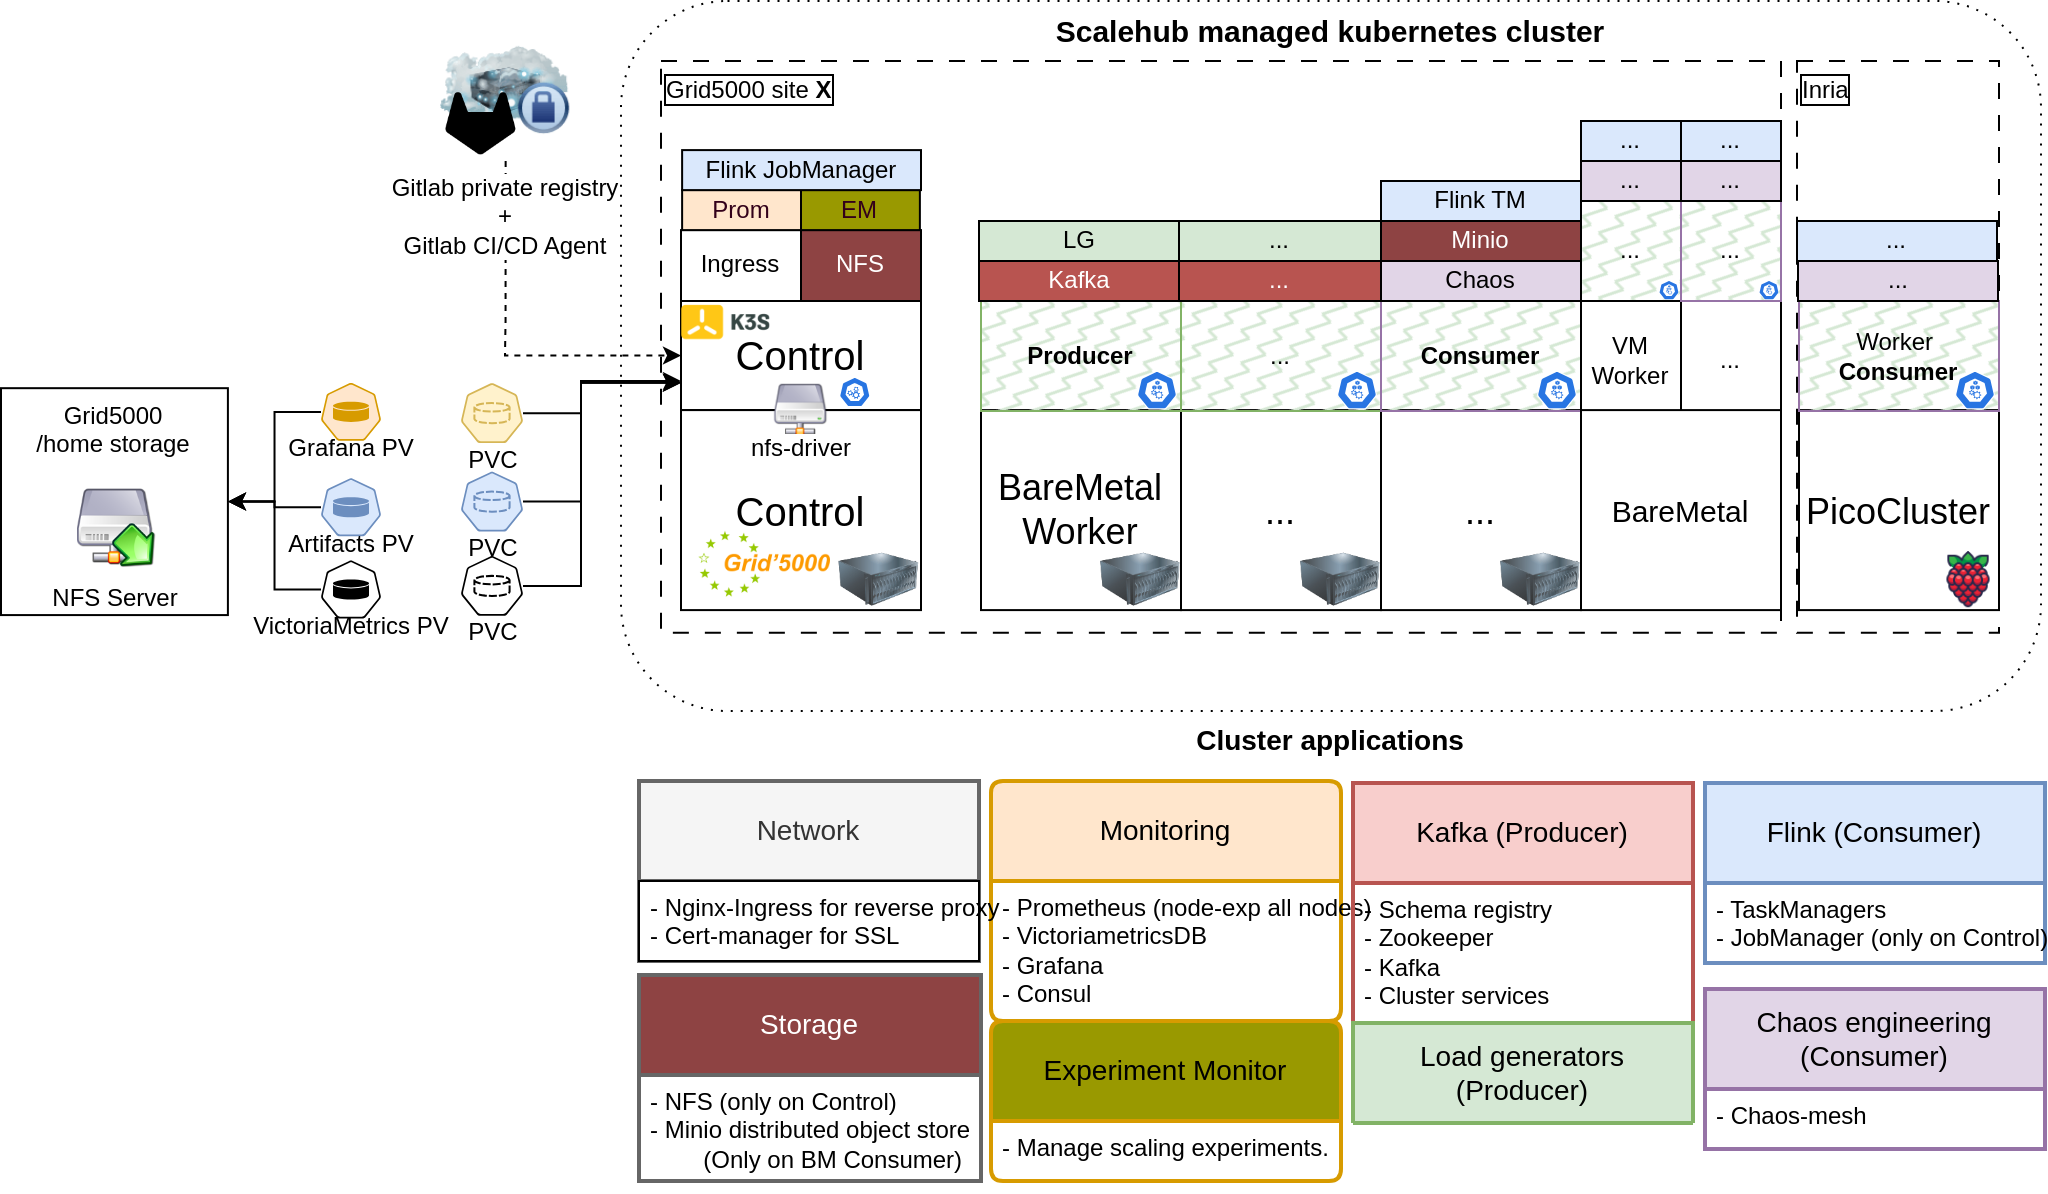 Scalehub managed kubernetes cluster
Grid5000 site X
Inria
Gitlab private registry
+
Gitlab CI/CD Agent
Flink JobManager
Prom
EM
Ingress
NFS
K3S
Control
nfs-driver
Control
Grid'5000
LG
...
Kafka
...
Producer
...
Flink TM
Minio
Chaos
Consumer
...
...
...
...
...
...
VM
Worker
...
...
...
Worker
Consumer
BareMetal
Worker
...
...
BareMetal
PicoCluster
Grid5000
/home storage
NFS Server
Grafana PV
Artifacts PV
VictoriaMetrics PV
PVC
PVC
PVC
Cluster applications
Network
- Nginx-Ingress for reverse proxy
- Cert-manager for SSL
Storage
- NFS (only on Control)
- Minio distributed object store
(Only on BM Consumer)
Monitoring
- Prometheus (node-exp all nodes)
- VictoriametricsDB
- Grafana
- Consul
Experiment Monitor
- Manage scaling experiments.
Kafka (Producer)
- Schema registry
- Zookeeper
- Kafka
- Cluster services
Load generators
(Producer)
Flink (Consumer)
- TaskManagers
- JobManager (only on Control)
Chaos engineering
(Consumer)
- Chaos-mesh